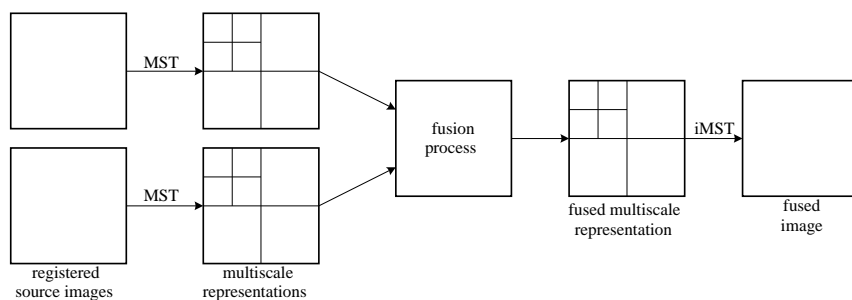 MST
MST
registered
source images
multiscale
representations
fusion
process
fused multiscale
representation
iMST
fused
image